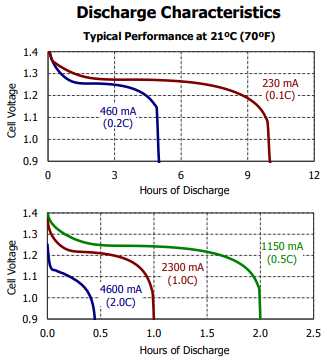 Discharge Characteristics
Typical Performance at 21ºC (70ºF)
Cell Voltage
1.4
1.3
1.2
1.1
1.0
0.9
230 mA
(0.1C)
460 mA
(0.2C)
0 3 6 9 12
Hours of Discharge
Cell Voltage
1.4
1.3
1.2
1.1
1.0
0.9
1150 mA
(0.5C)
2300 mA
(1.0C)
4600 mA
(2.0C)
0.0 0.5 1.0 1.5 2.0 2.5
Hours of Discharge